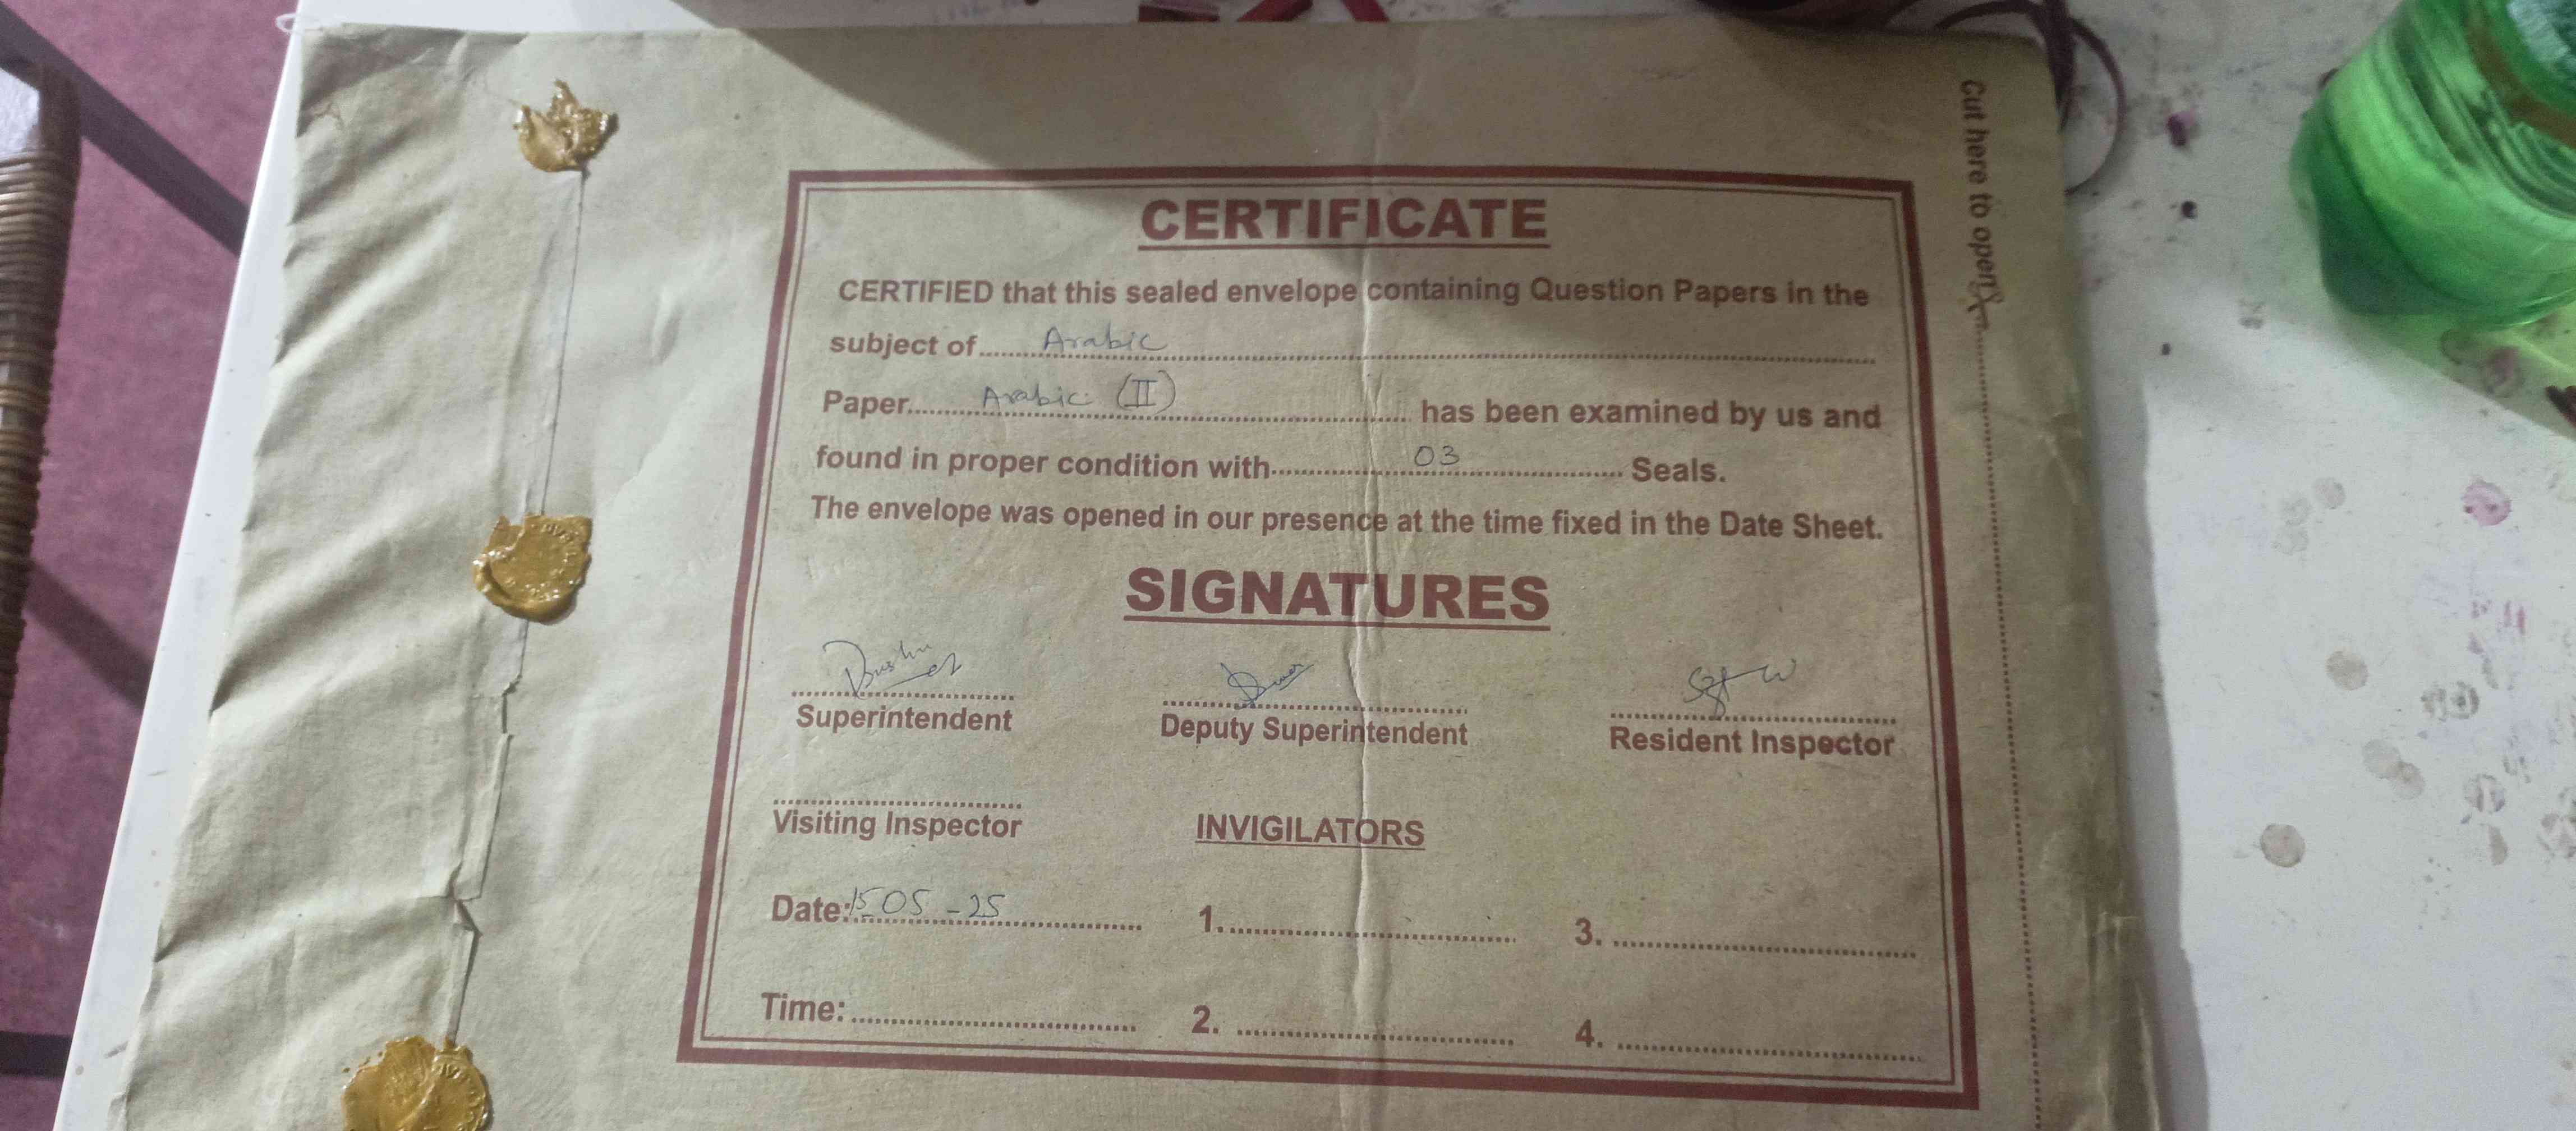 CERTIFICATE
CERTIFIED that this sealed envelope containing Question Papers in the
subject of Arabic
Paper Arabic (II) has been examined by us and
found in proper condition with 03 Seals.
The envelope was opened in our presence at the time fixed in the Date Sheet.
SIGNATURES
Superintendent
Deputy Superintendent
Resident Inspector
Visiting Inspector
INVIGILATORS
Date: 15 05 - 25
1.
3.
Time:
2.
4.
Cut here to open